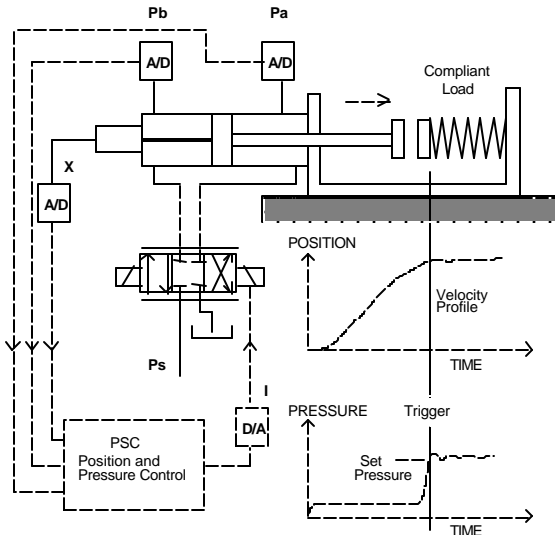 Pb
Pa
A/D
A/D
Compliant
Load
X
A/D
POSITION
Velocity
Profile
TIME
Ps
I
D/A
PRESSURE
Trigger
PSC
Position and
Pressure Control
Set
Pressure
TIME